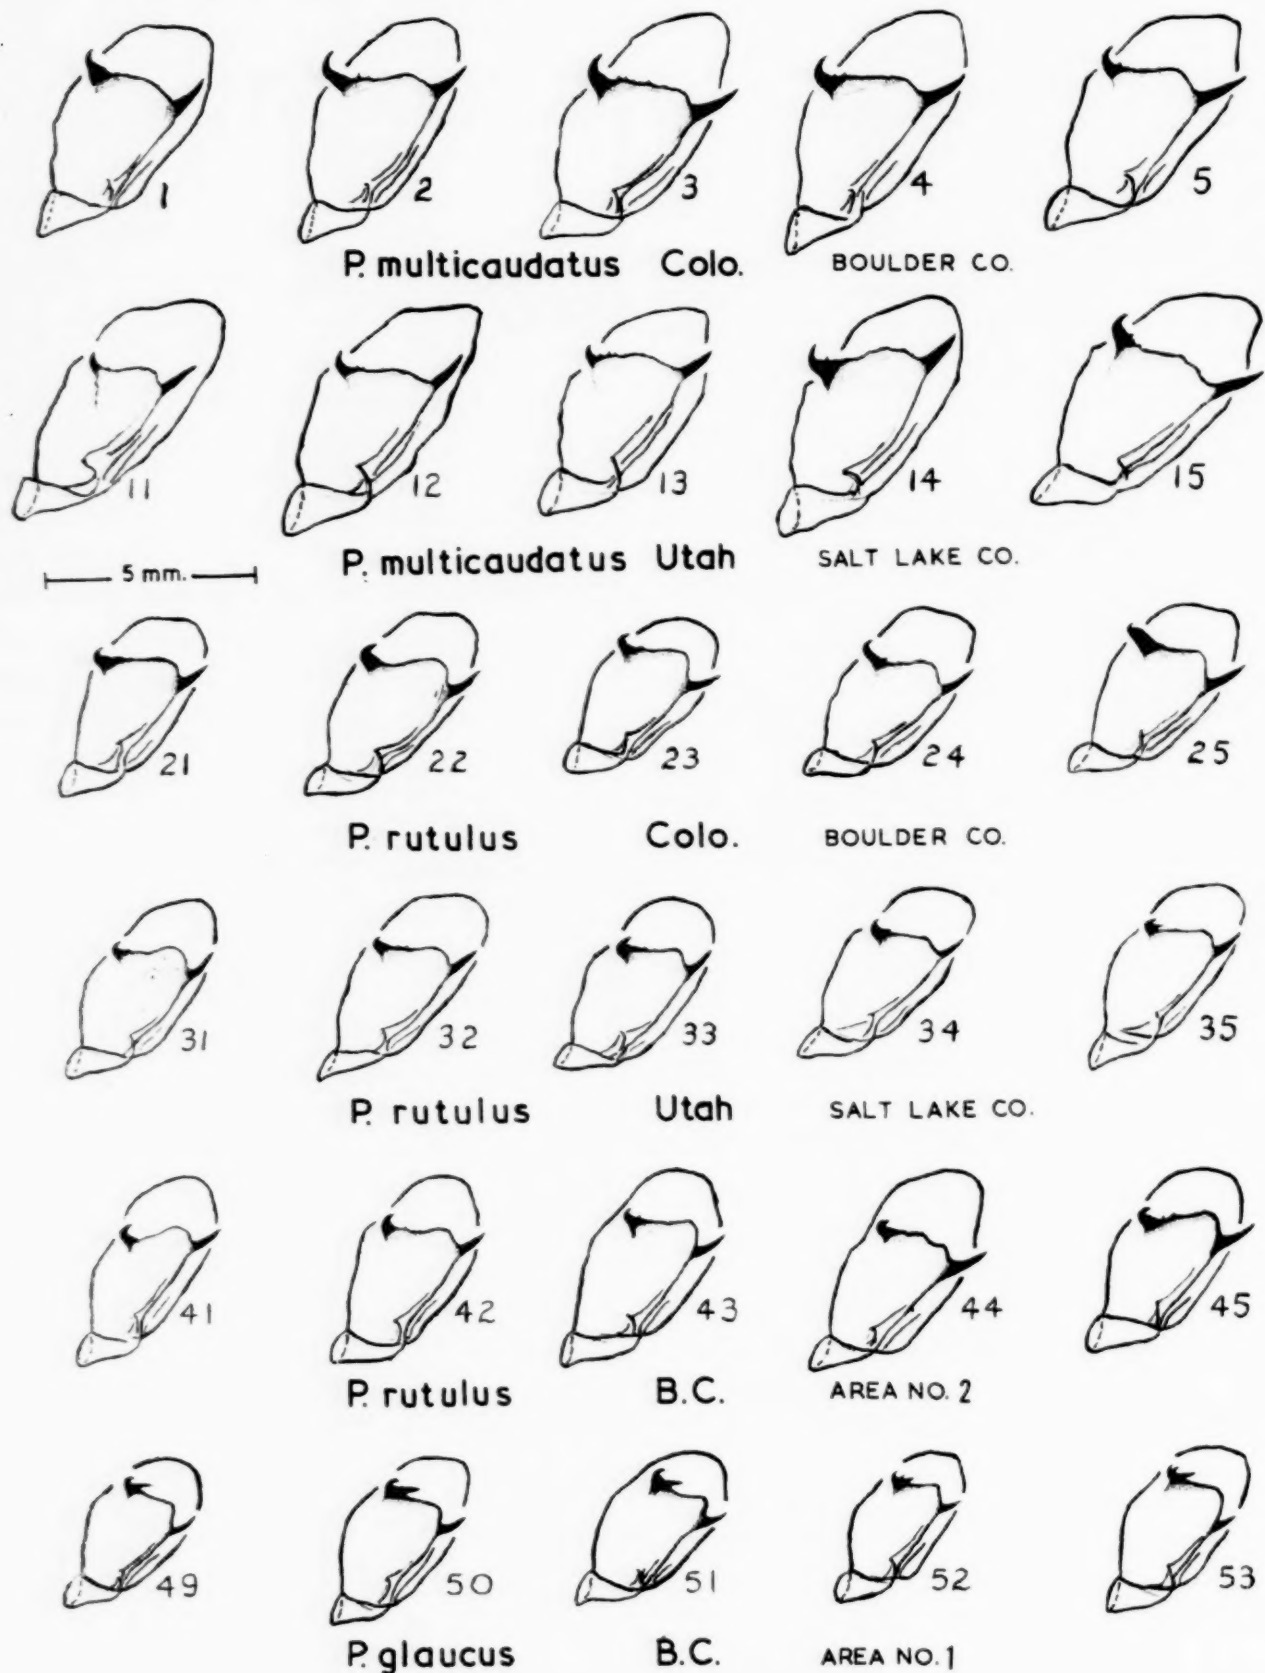 1 2 3 4 5
P. multicaudatus Colo. BOULDER CO.
11 12 13 14 15
P. multicaudatus Utah SALT LAKE CO.
5 mm.
21 22 23 24 25
P. rutulus Colo. BOULDER CO.
31 32 33 34 35
P. rutulus Utah SALT LAKE CO.
41 42 43 44 45
P. rutulus B.C. AREA NO. 2
49 50 51 52 53
P. glaucus B.C. AREA NO. 1